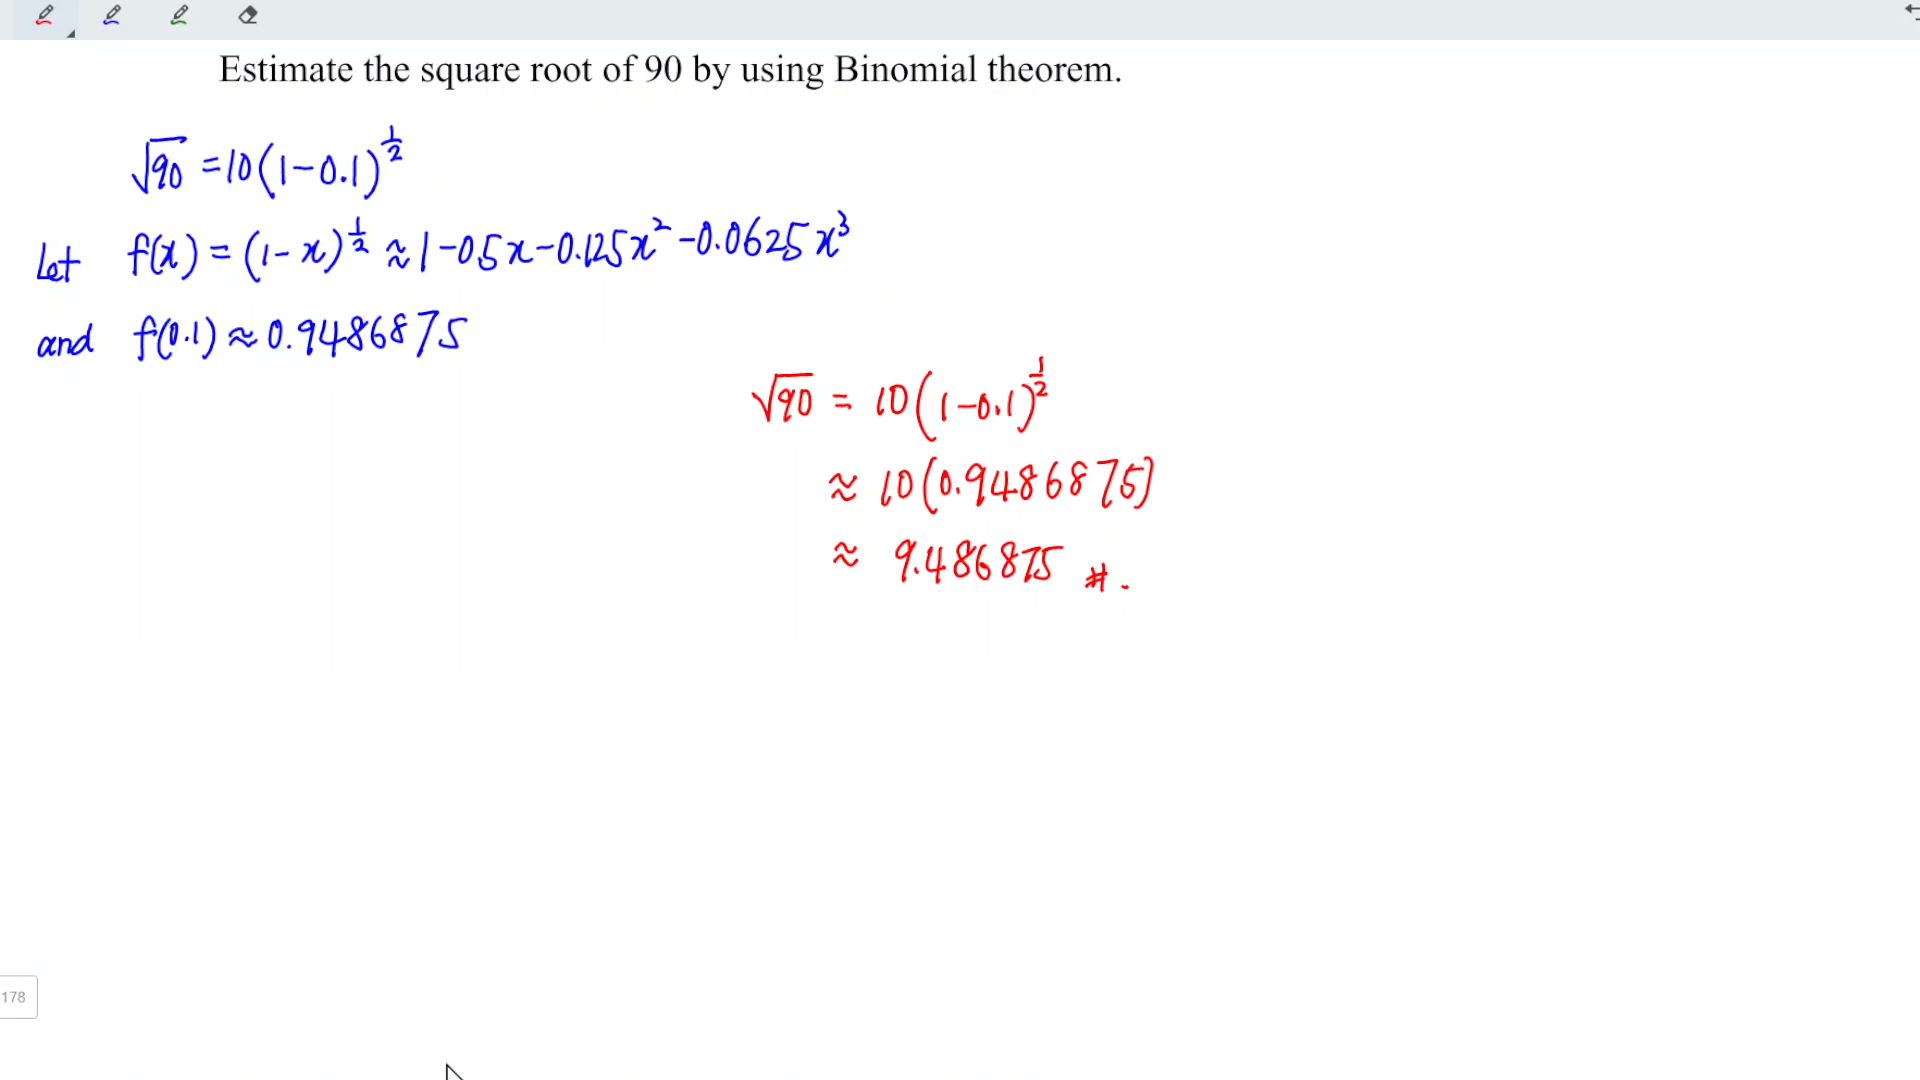 Estimate the square root of 90 by using Binomial theorem.
√90 = 10(1-0.1)^½
Let f(x) = (1-x)^½ ≈ 1-05x-0.125x²-0.0625x³
and f(0.1) ≈ 0.9486875
√90 = 10(1-0.1)^½
≈ 10(0.9486875)
≈ 9.486875 #.
178